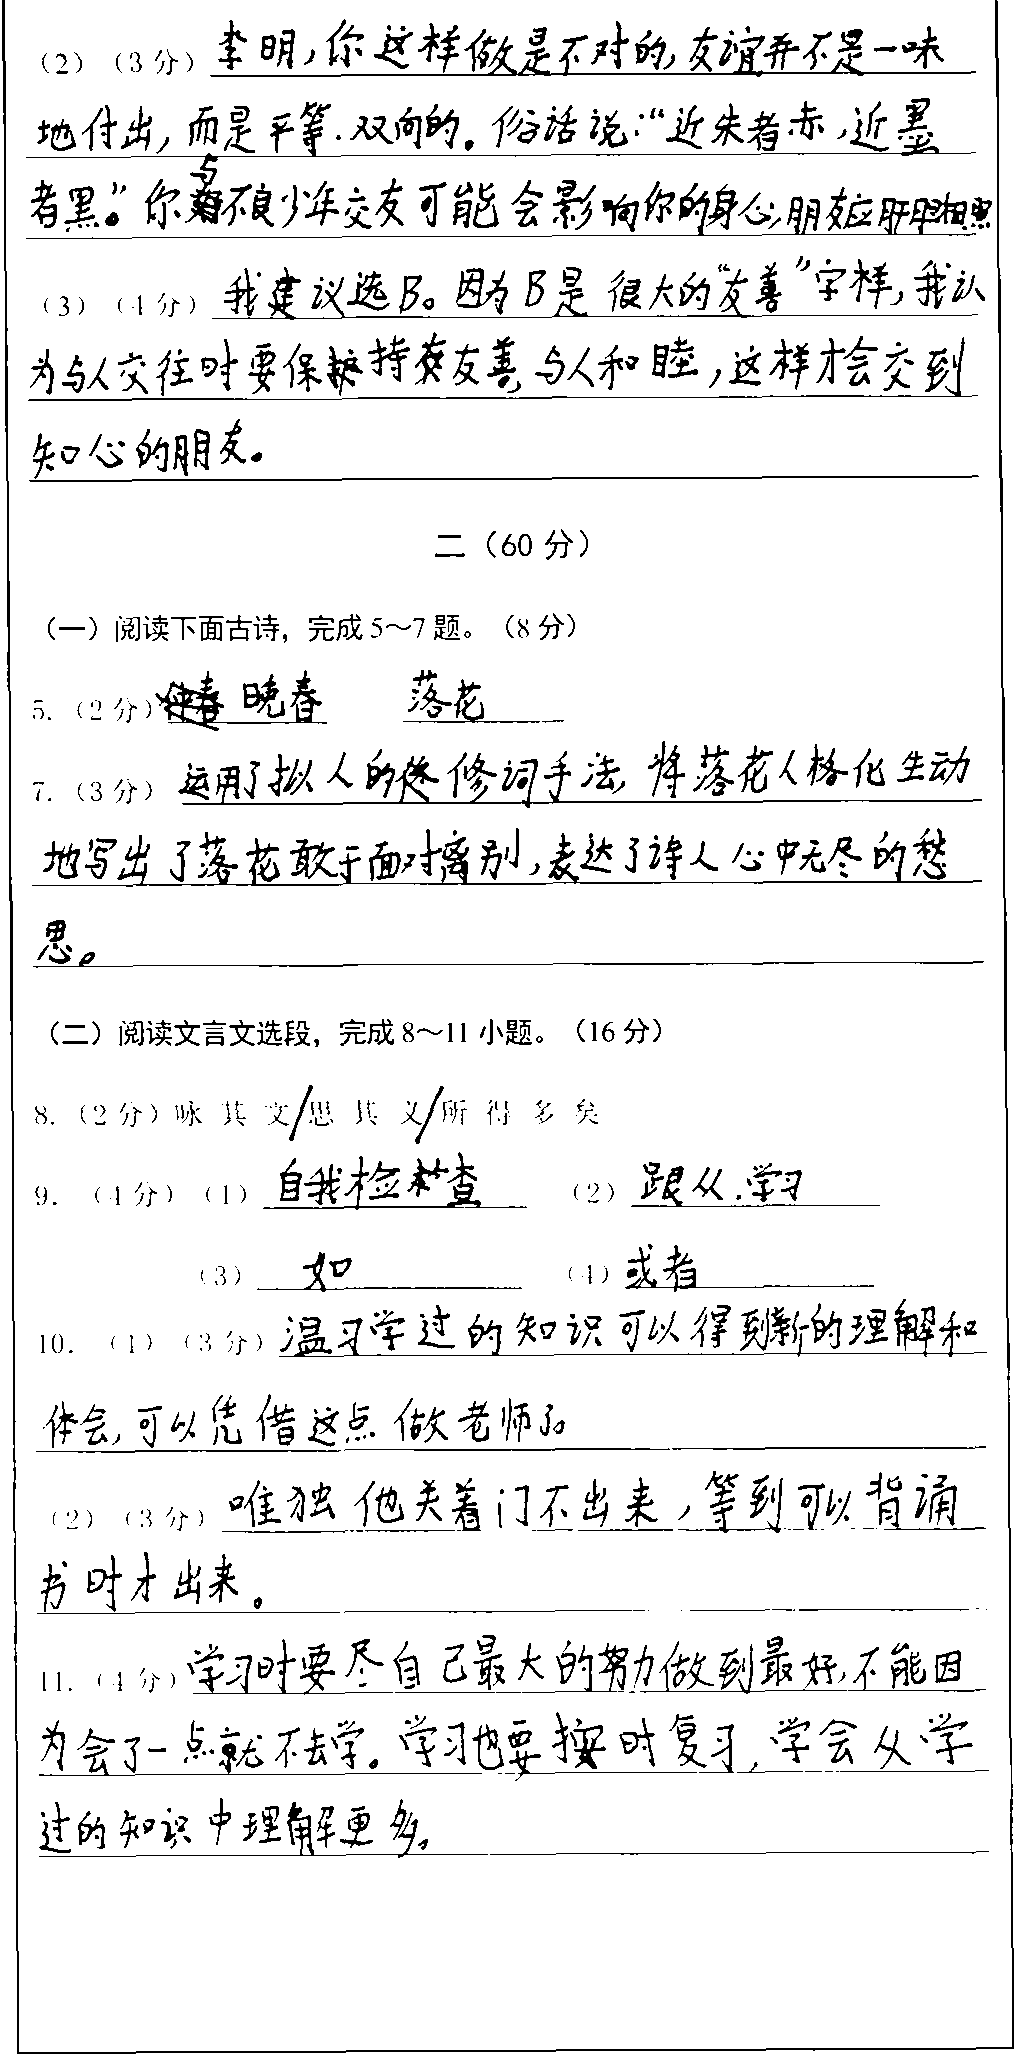 （2）（3分）李明，你这样做是不对的，友谊并不是一味
地付出，而是平等、双向的。俗话说：“近朱者赤，近墨
者黑。”你与不良少年交友可能会影响你的身心，朋友应肝胆相照
（3）（4分）我建议选B。因为B是很大的“友善”字样，我认
为与人交往时要保持友善，与人和睦，这样才会交到
知心的朋友。
二（60分）
（一）阅读下面古诗，完成5～7题。（8分）
5.（2分）晚春 落花
7.（3分）运用了拟人的修词手法，将落花人格化生动
地写出了落花敢于面对离别，表达了诗人心中无尽的愁
思。
（二）阅读文言文选段，完成8～11小题。（16分）
8.（2分）咏 其 文/思 其 义/所 得 多 矣
9.（4分）（1）自我检查 （2）跟从、学习
（3）如 （4）或者
10.（1）（3分）温习学过的知识可以得到新的理解和
体会，可以凭借这点做老师了。
（2）（3分）唯独他关着门不出来，等到可以背诵
书时才出来。
11.（4分）学习时要尽自己最大的努力做到最好，不能因
为会了一点就不去学。学习也要按时复习，学会从学
过的知识中理解更多。